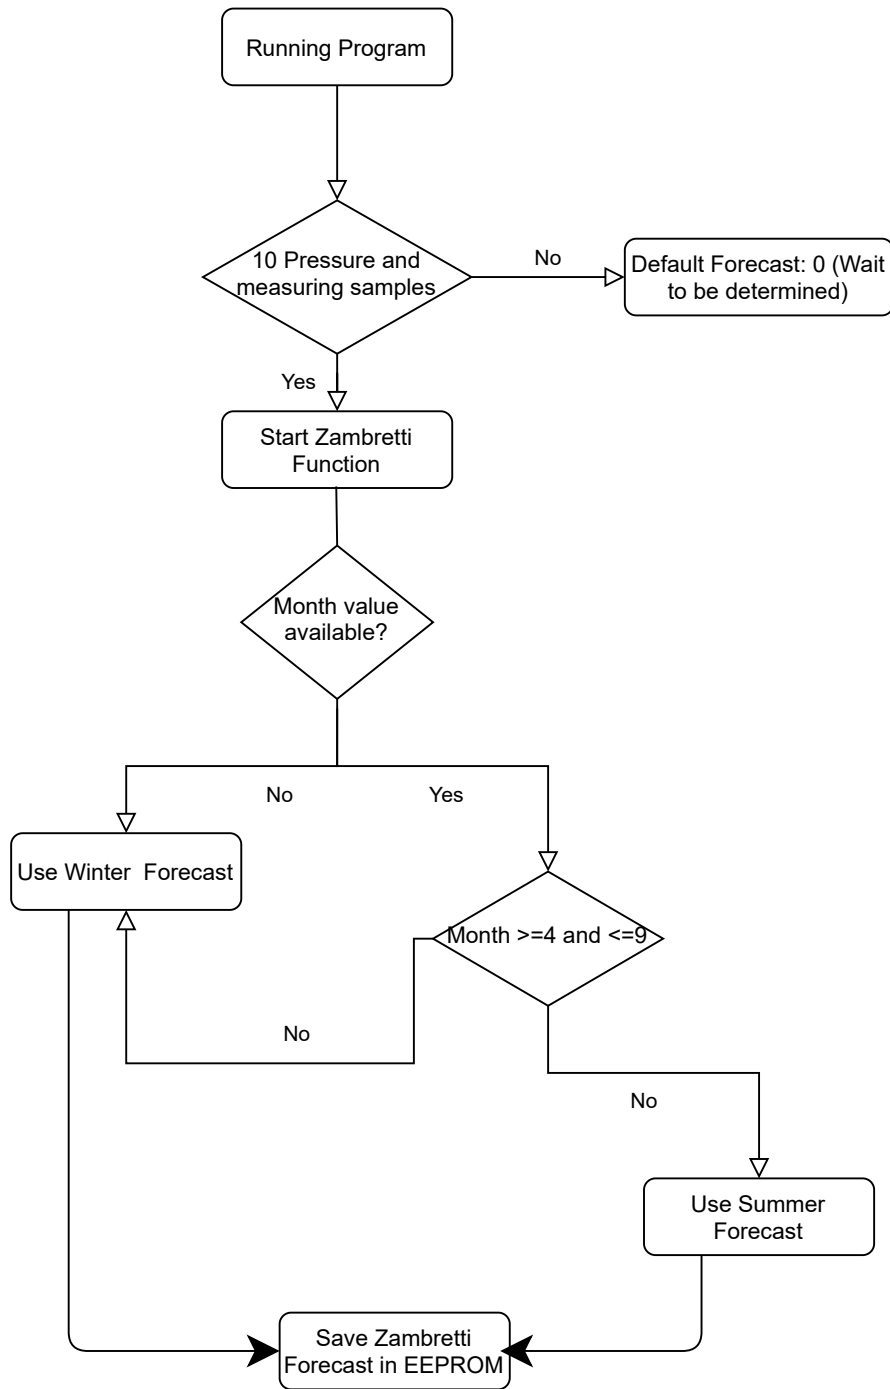 Running Program
10 Pressure and
measuring samples
No
Default Forecast: 0 (Wait
to be determined)
Yes
Start Zambretti
Function
Month value
available?
No
Yes
Use Winter  Forecast
Month >=4 and <=9
No
No
Use Summer
Forecast
Save Zambretti
Forecast in EEPROM